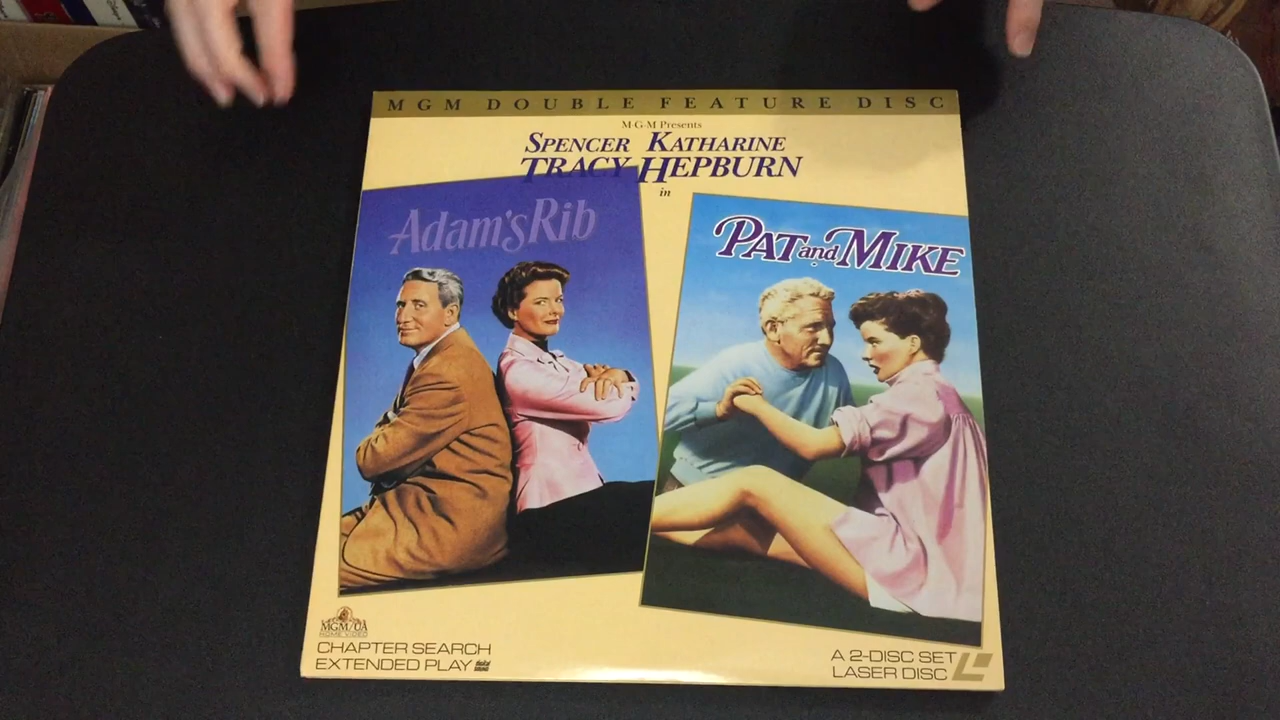 MGM DOUBLE FEATURE DISC
M-G-M Presents
SPENCER KATHARINE
TRACY HEPBURN
in
Adam's Rib
PAT and MIKE
MGM/UA
HOME VIDEO
CHAPTER SEARCH
EXTENDED PLAY
A 2-DISC SET
LASER DISC